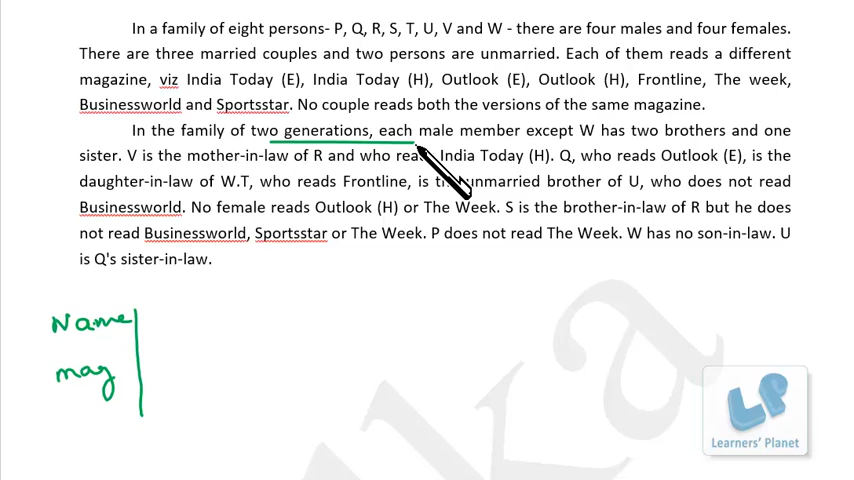 In a family of eight persons- P, Q, R, S, T, U, V and W - there are four males and four females.
There are three married couples and two persons are unmarried. Each of them reads a different
magazine, viz India Today (E), India Today (H), Outlook (E), Outlook (H), Frontline, The week,
Businessworld and Sportsstar. No couple reads both the versions of the same magazine.
In the family of two generations, each male member except W has two brothers and one
sister. V is the mother-in-law of R and who India Today (H). Q, who reads Outlook (E), is the
daughter-in-law of W.T, who reads Frontline, is unmarried brother of U, who does not read
Businessworld. No female reads Outlook (H) or The Week. S is the brother-in-law of R but he does
not read Businessworld, Sportsstar or The Week. P does not read The Week. W has no son-in-law. U
is Q's sister-in-law.
Name
mag
LP
Learners' Planet